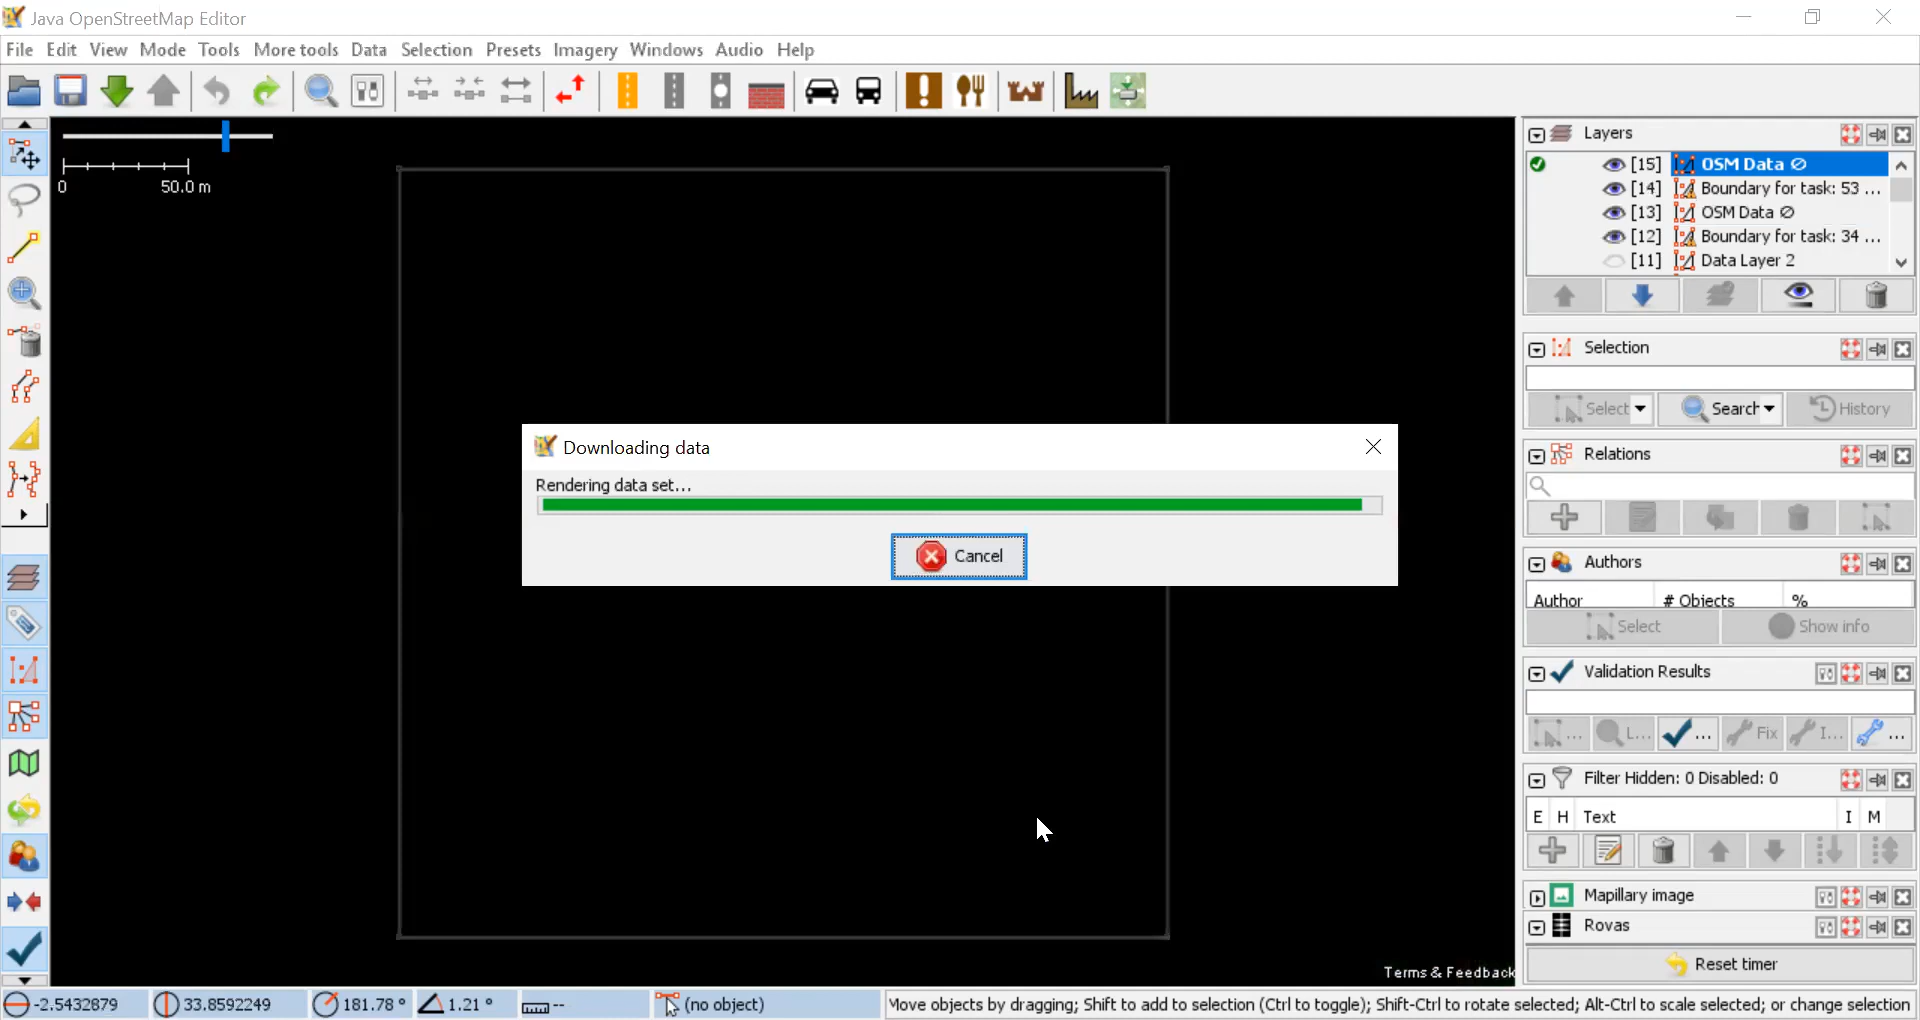 Java OpenStreetMap Editor
File Edit View Mode Tools More tools Data Selection Presets Imagery Windows Audio Help
0 50.0 m
Layers
[15] OSM Data
[14] Boundary for task: 53 ...
[13] OSM Data
[12] Boundary for task: 34 ...
[11] Data Layer 2
Selection
Select Search History
Relations
Authors
Author # Objects %
Select Show info
Validation Results
... L... ... Fix I... ...
Filter Hidden: 0 Disabled: 0
E H Text I M
Mapillary image
Rovas
Reset timer
Downloading data
Rendering data set...
Cancel
Terms & Feedback
-2.5432879 33.8592249 181.78 ° 1.21 ° -- (no object) Move objects by dragging; Shift to add to selection (Ctrl to toggle); Shift-Ctrl to rotate selected; Alt-Ctrl to scale selected; or change selection